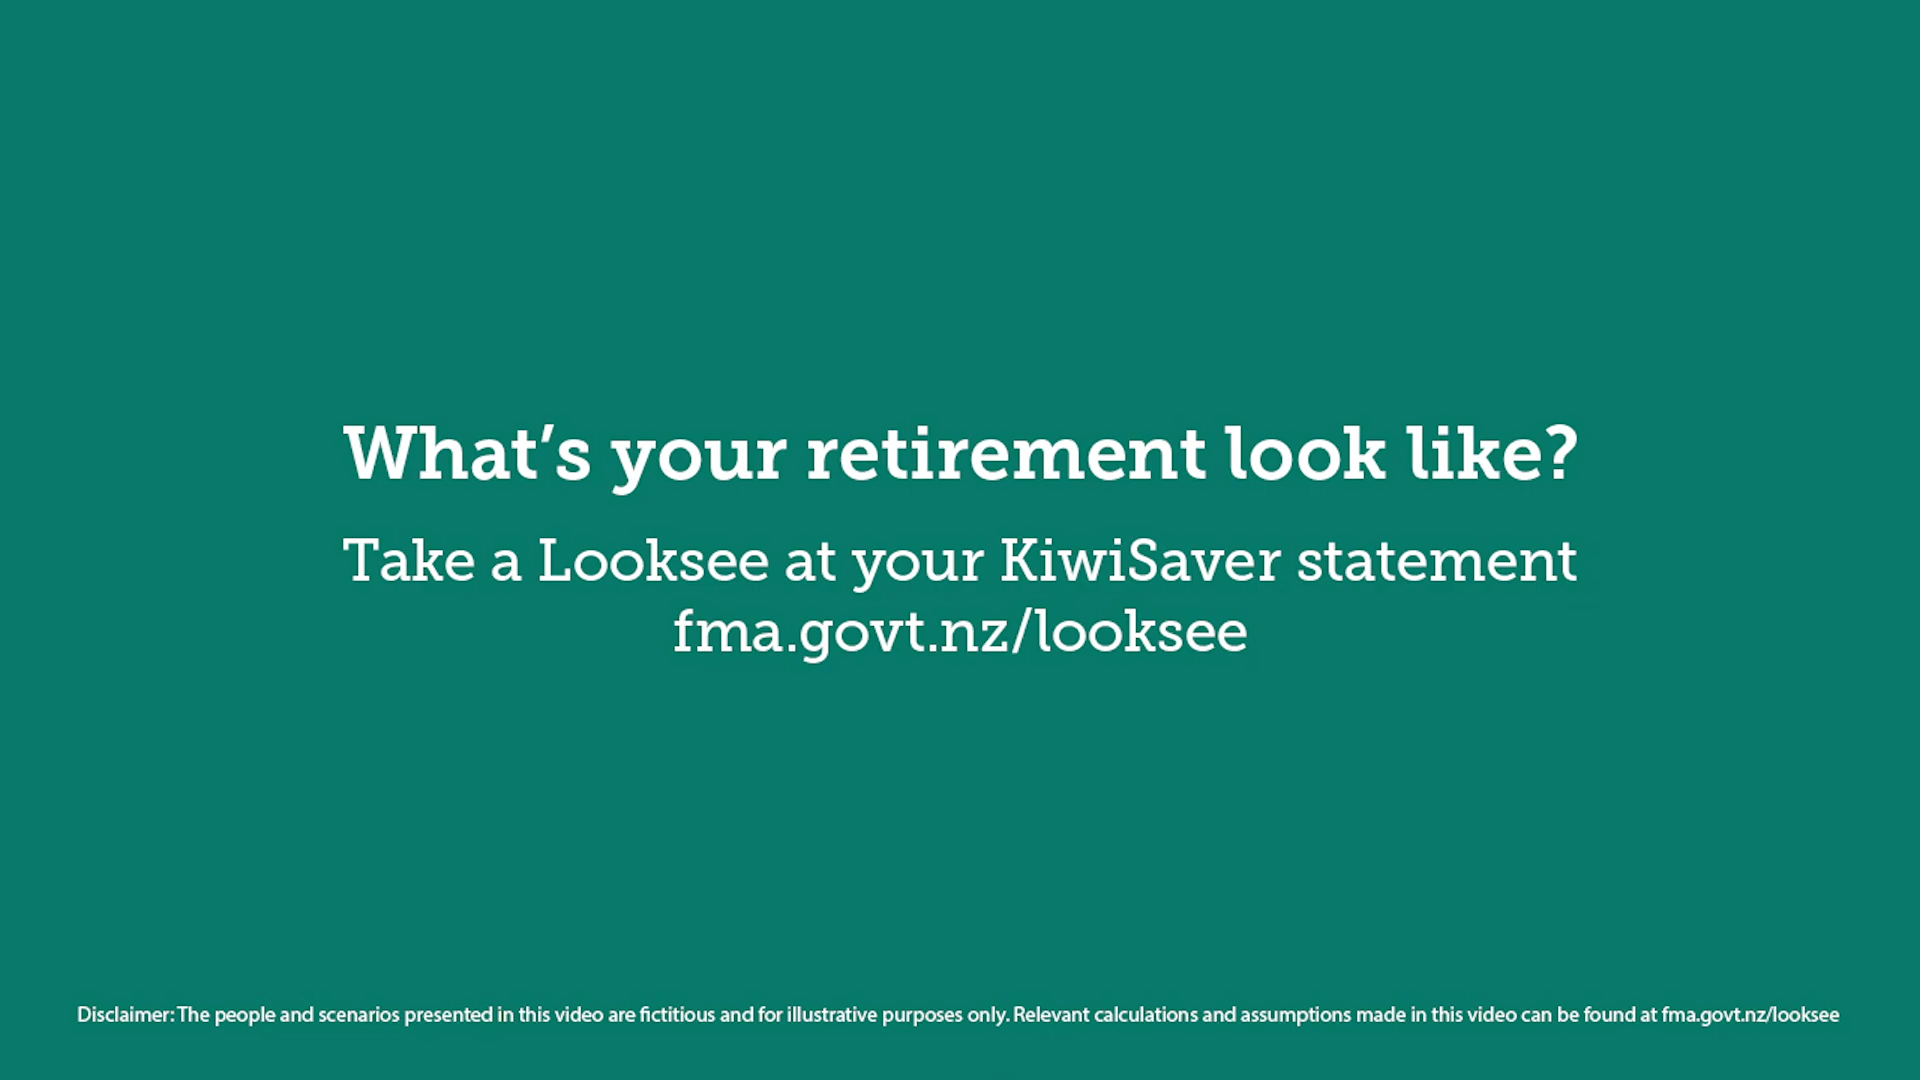 What’s your retirement look like?
Take a Looksee at your KiwiSaver statement
fma.govt.nz/looksee
Disclaimer: The people and scenarios presented in this video are fictitious and for illustrative purposes only. Relevant calculations and assumptions made in this video can be found at fma.govt.nz/looksee